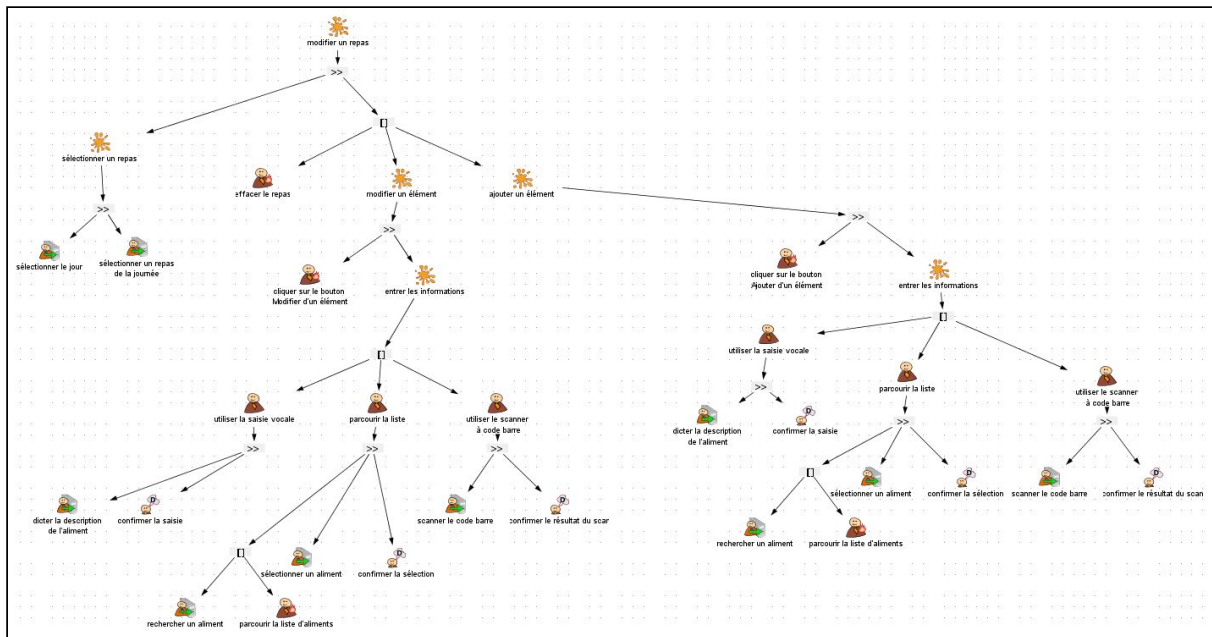 modifier un repas
>>
[]
sélectionner un repas
effacer le repas
modifier un élément
ajouter un élément
>>
>>
>>
sélectionner le jour
sélectionner un repas
de la journée
cliquer sur le bouton
Modifier d'un élément
entrer les informations
cliquer sur le bouton
Ajouter d'un élément
entrer les informations
[]
[]
utiliser la saisie vocale
parcourir la liste
utiliser le scanner
à code barre
utiliser la saisie vocale
parcourir la liste
utiliser le scanner
à code barre
>>
>>
>>
>>
>>
>>
dicter la description
de l'aliment
confirmer la saisie
dicter la description
de l'aliment
confirmer la saisie
[]
sélectionner un aliment
confirmer la sélection
scanner le code barre
confirmer le résultat du scan
scanner le code barre
confirmer le résultat du scan
[]
sélectionner un aliment
confirmer la sélection
rechercher un aliment
parcourir la liste d'aliments
rechercher un aliment
parcourir la liste d'aliments